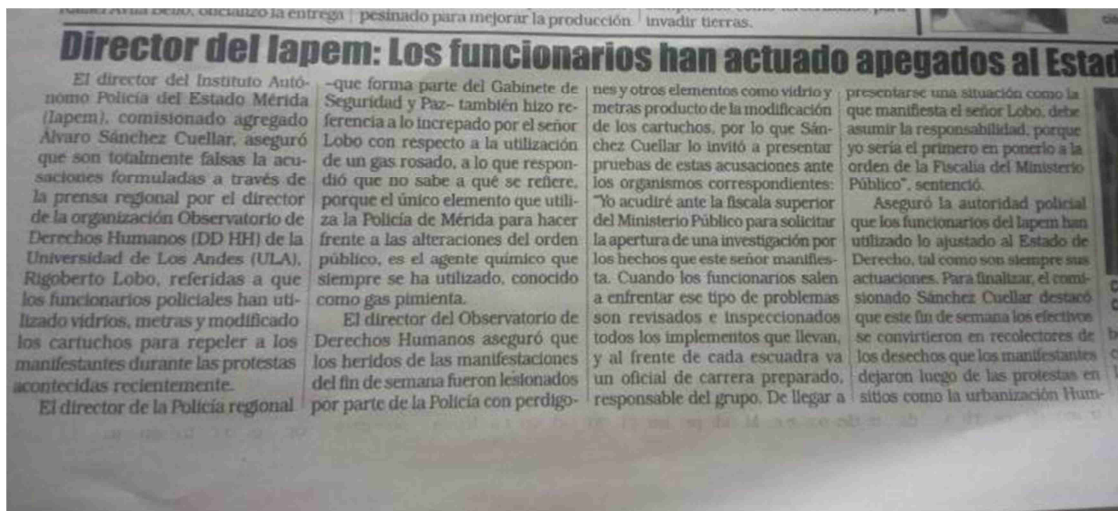 oficializó la entrega
pesinado para mejorar la producción
invadir tierras.
Director del Iapem: Los funcionarios han actuado apegados al Estad
El director del Instituto Autó-
nomo Policía del Estado Mérida
(Iapem), comisionado agregado
Álvaro Sánchez Cuellar, aseguró
que son totalmente falsas la acu-
saciones formuladas a través de
la prensa regional por el director
de la organización Observatorio de
Derechos Humanos (DD HH) de la
Universidad de Los Andes (ULA),
Rigoberto Lobo, referidas a que
los funcionarios policiales han uti-
lizado vidrios, metras y modificado
los cartuchos para repeler a los
manifestantes durante las protestas
acontecidas recientemente.
El director de la Policía regional
–que forma parte del Gabinete de
Seguridad y Paz– también hizo re-
ferencia a lo increpado por el señor
Lobo con respecto a la utilización
de un gas rosado, a lo que respon-
dió que no sabe a qué se refiere,
porque el único elemento que utili-
za la Policía de Mérida para hacer
frente a las alteraciones del orden
público, es el agente químico que
siempre se ha utilizado, conocido
como gas pimienta.
El director del Observatorio de
Derechos Humanos aseguró que
los heridos de las manifestaciones
del fin de semana fueron lesionados
por parte de la Policía con perdigo-
nes y otros elementos como vidrio y
metras producto de la modificación
de los cartuchos, por lo que Sán-
chez Cuellar lo invitó a presentar
pruebas de estas acusaciones ante
los organismos correspondientes:
"Yo acudiré ante la fiscala superior
del Ministerio Público para solicitar
la apertura de una investigación por
los hechos que este señor manifies-
ta. Cuando los funcionarios salen
a enfrentar ese tipo de problemas
son revisados e inspeccionados
todos los implementos que llevan,
y al frente de cada escuadra va
un oficial de carrera preparado,
responsable del grupo. De llegar a
presentarse una situación como la
que manifiesta el señor Lobo, debe
asumir la responsabilidad, porque
yo sería el primero en ponerlo a la
orden de la Fiscalía del Ministerio
Público", sentenció.
Aseguró la autoridad policial
que los funcionarios del Iapem han
utilizado lo ajustado al Estado de
Derecho, tal como son siempre sus
actuaciones. Para finalizar, el comi-
sionado Sánchez Cuellar destacó
que este fin de semana los efectivos
se convirtieron en recolectores de
los desechos que los manifestantes
dejaron luego de las protestas en
sitios como la urbanización Hum-